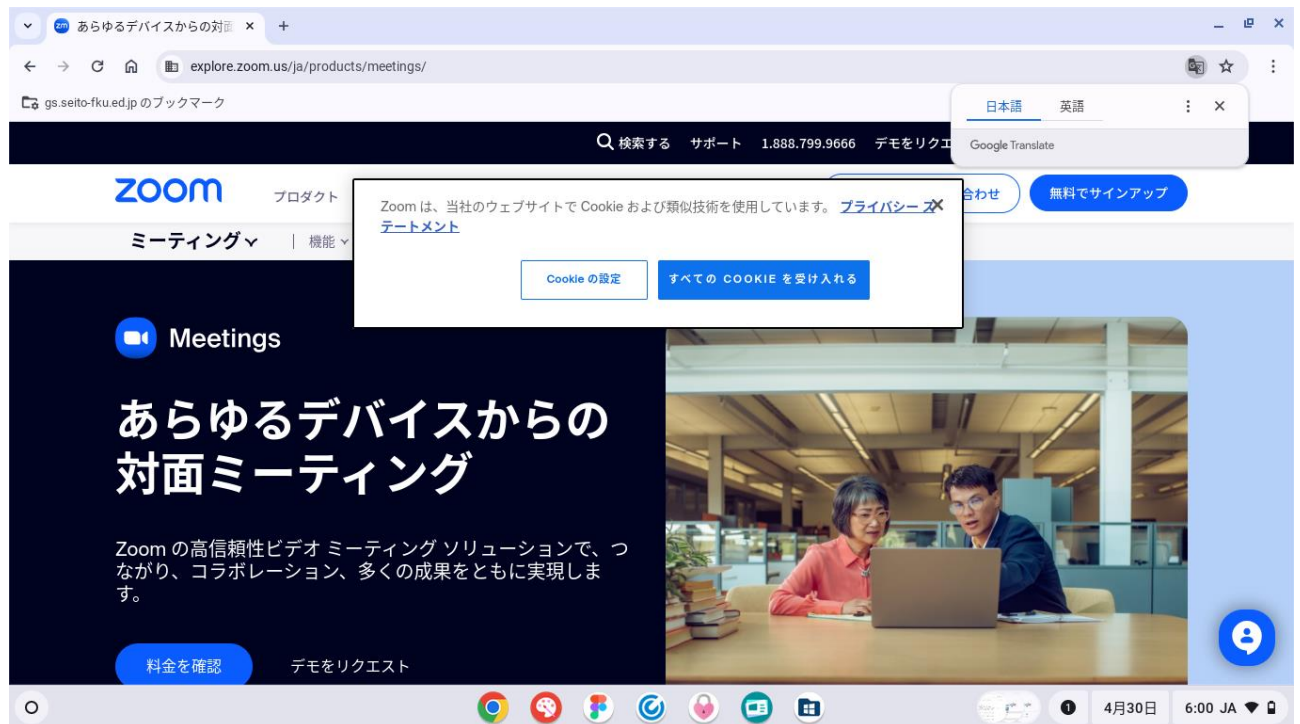 あらゆるデバイスからの対面
explore.zoom.us/ja/products/meetings/
gs.seito-fku.ed.jp のブックマーク
日本語 英語
Google Translate
検索する サポート 1.888.799.9666 デモをリクエ
zoom
プロダクト
合わせ
無料でサインアップ
ミーティング
機能
Zoom は、当社のウェブサイトで Cookie および類似技術を使用しています。 プライバシー ス
テートメント
Cookie の設定
すべての COOKIE を受け入れる
Meetings
あらゆるデバイスからの
対面ミーティング
Zoom の高信頼性ビデオ ミーティング ソリューションで、つ
ながり、コラボレーション、多くの成果をともに実現しま
す。
料金を確認
デモをリクエスト
1 4月30日 6:00 JA